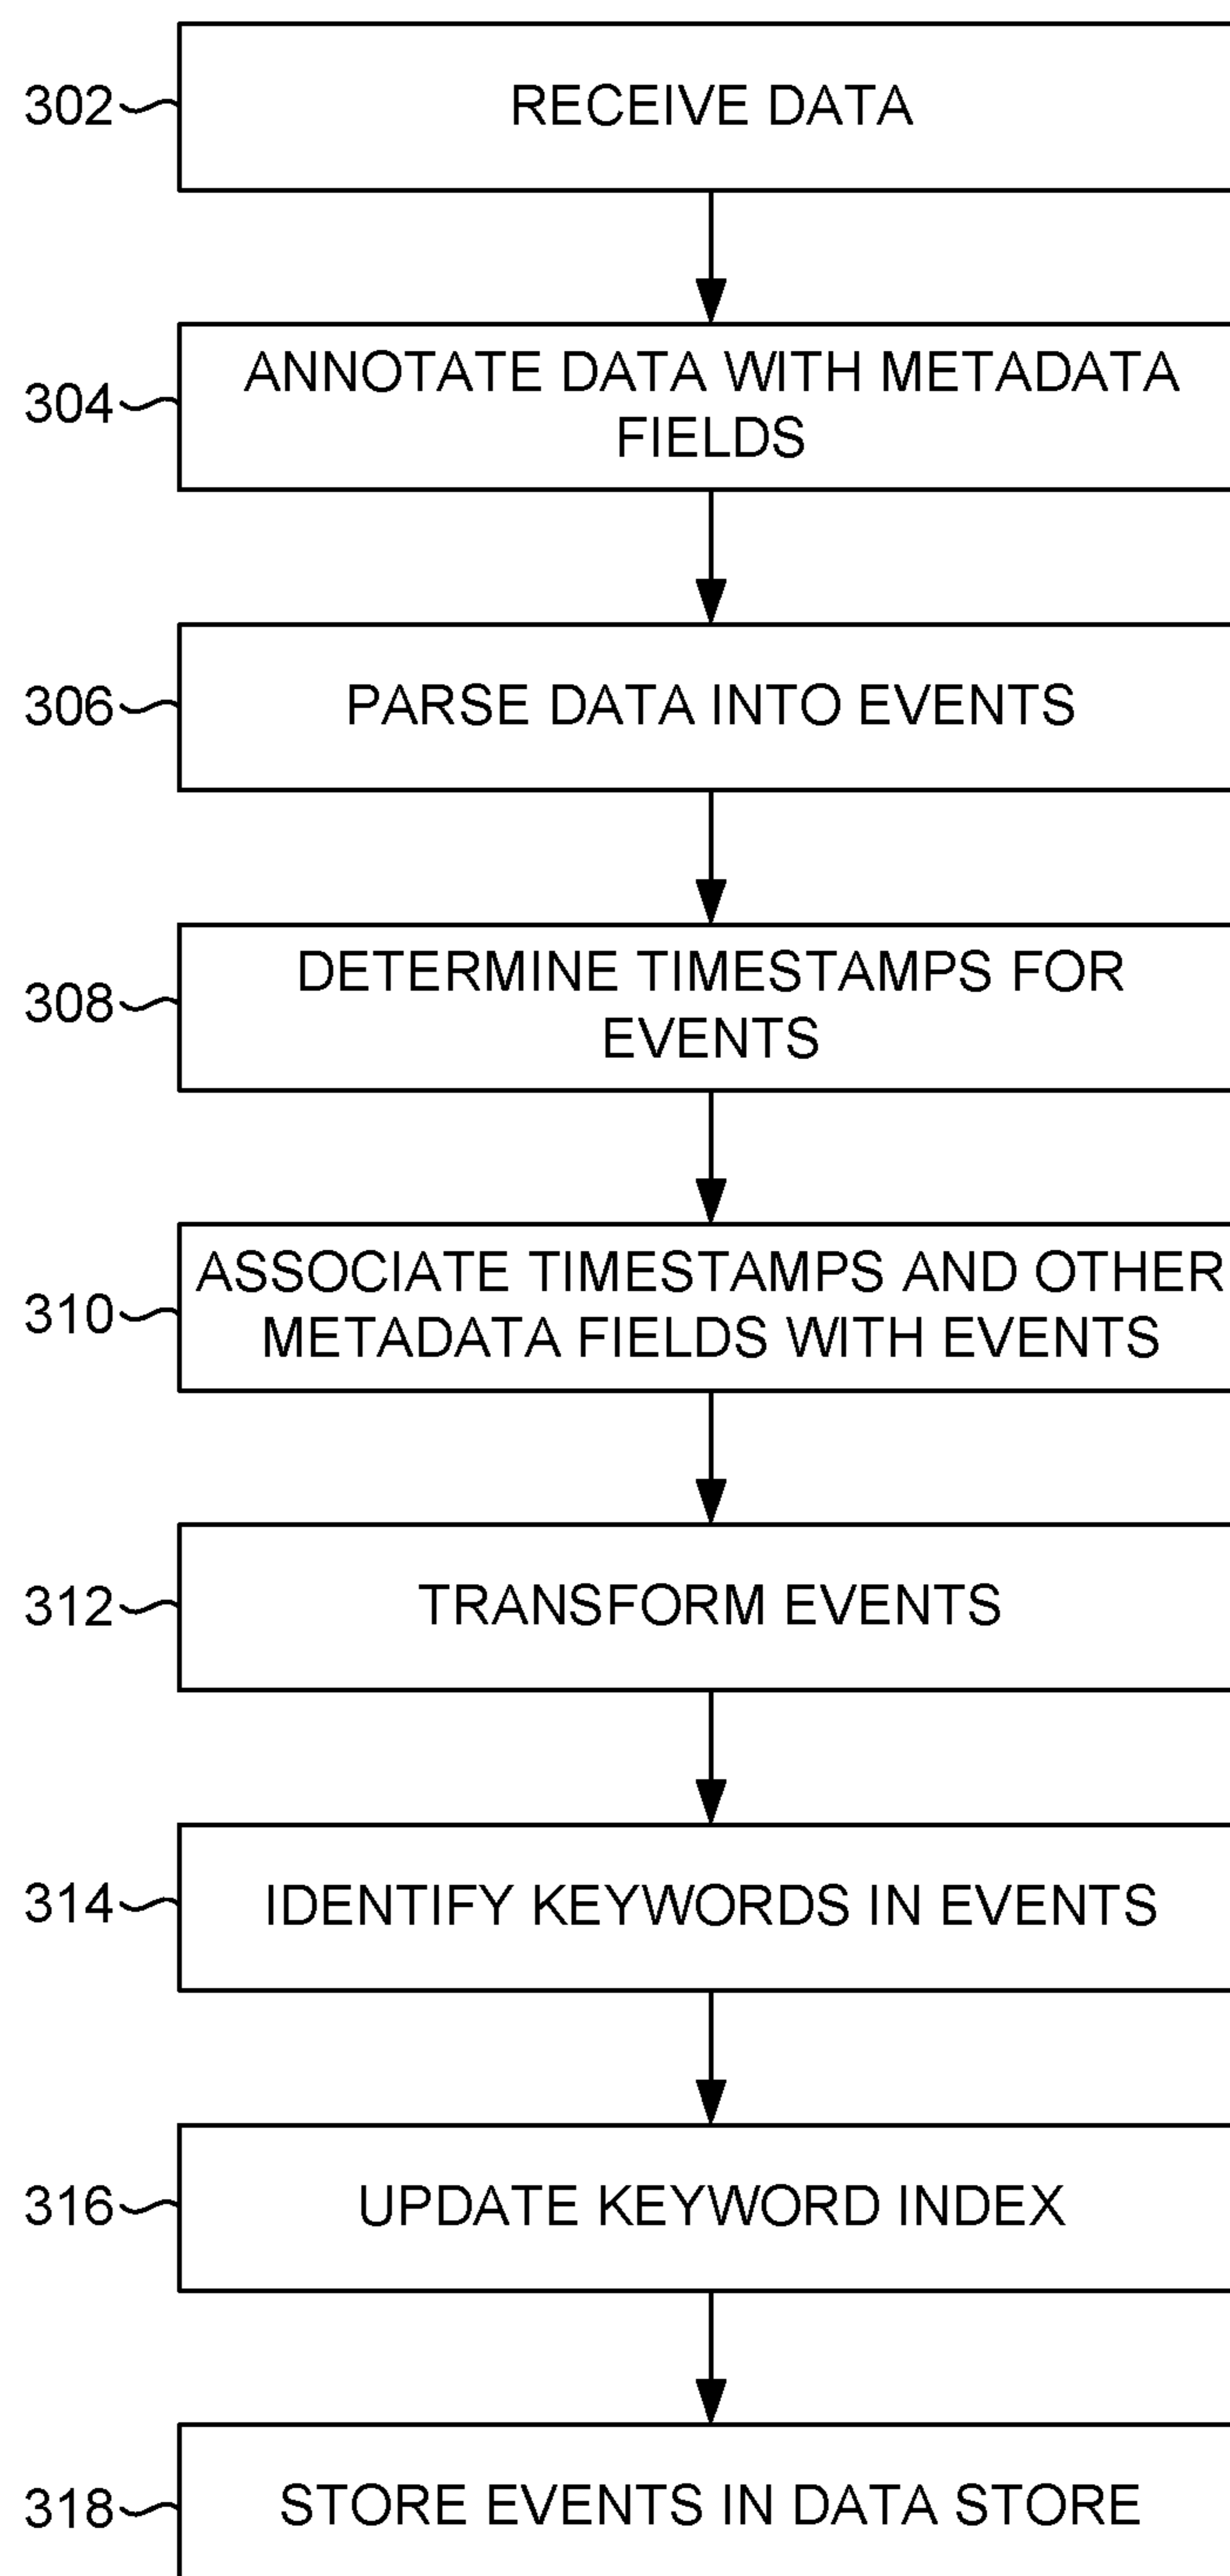 302
RECEIVE DATA
304
ANNOTATE DATA WITH METADATA
FIELDS
306
PARSE DATA INTO EVENTS
308
DETERMINE TIMESTAMPS FOR
EVENTS
310
ASSOCIATE TIMESTAMPS AND OTHER
METADATA FIELDS WITH EVENTS
312
TRANSFORM EVENTS
314
IDENTIFY KEYWORDS IN EVENTS
316
UPDATE KEYWORD INDEX
318
STORE EVENTS IN DATA STORE